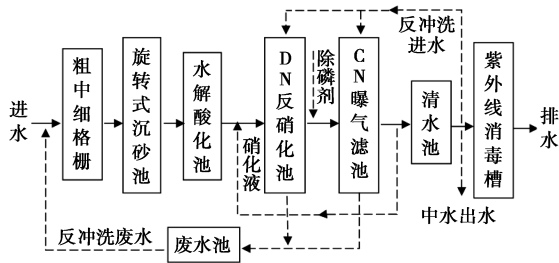 进水
粗中细格栅
旋转式沉砂池
水解酸化池
DN反硝化池
除磷剂
CN曝气滤池
反冲洗
进水
清水池
紫外线消毒槽
排水
硝化液
中水出水
反冲洗废水
废水池